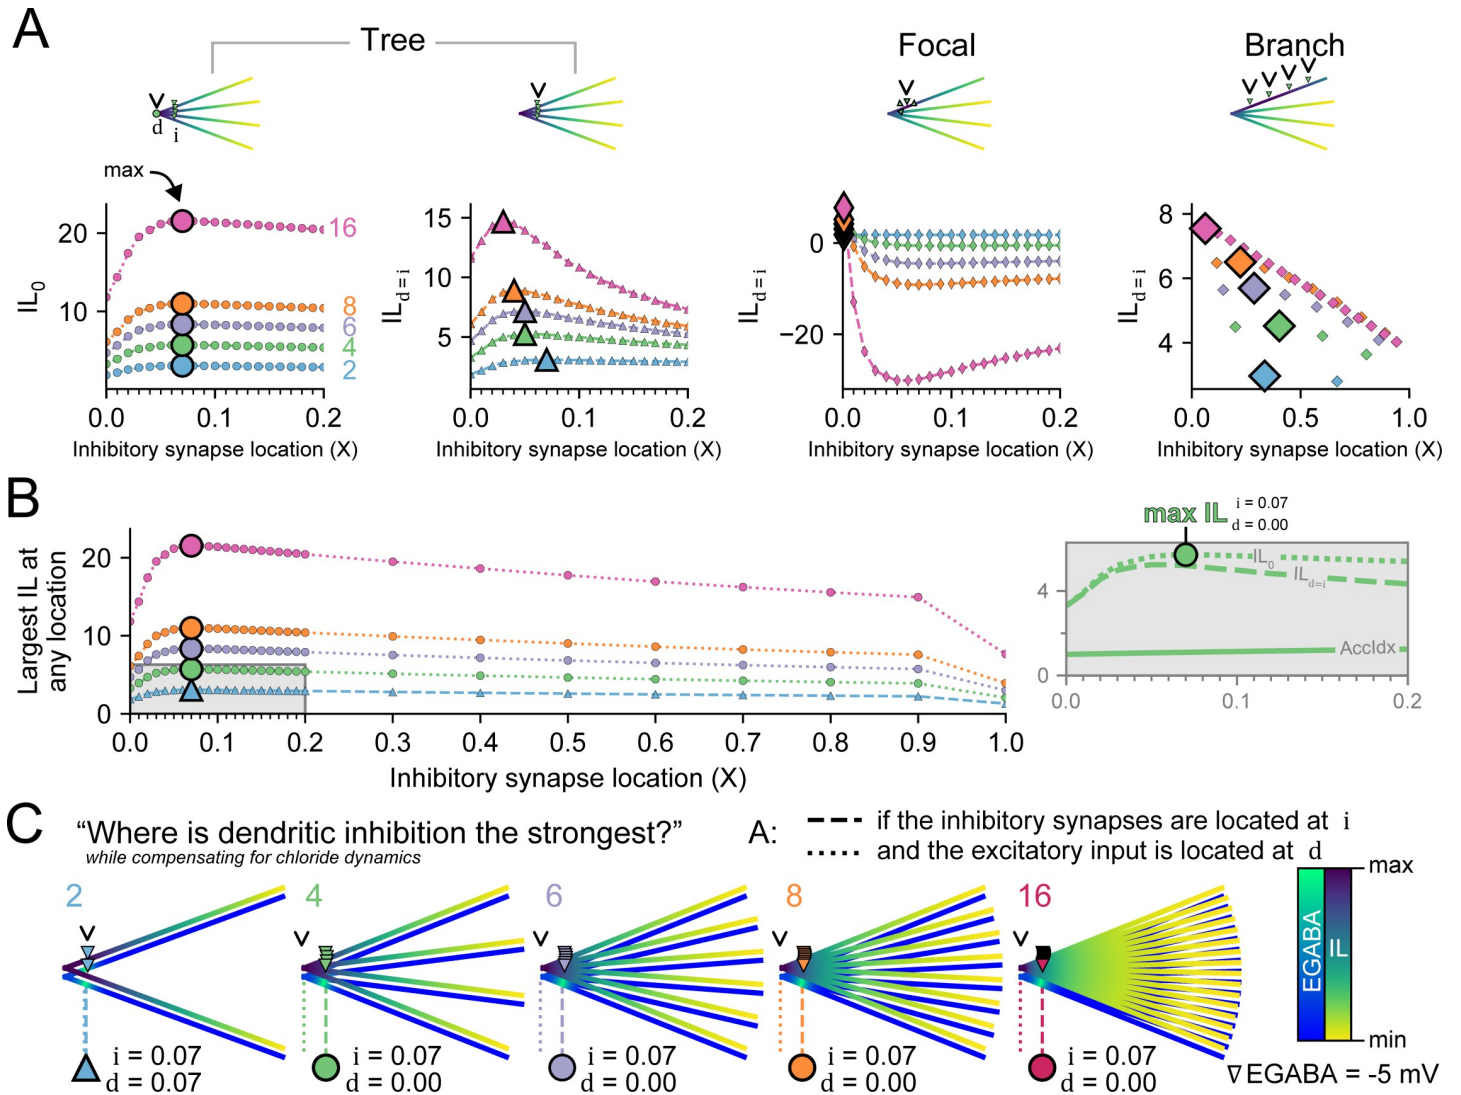 A
Tree
Focal
Branch
d
i
max
20
10
IL0
16
8
6
4
2
0.0
0.1
0.2
Inhibitory synapse location (X)
15
10
5
ILd = i
0.0
0.1
0.2
Inhibitory synapse location (X)
0
−20
ILd = i
0.0
0.1
0.2
Inhibitory synapse location (X)
8
6
4
ILd = i
0.0
0.5
1.0
Inhibitory synapse location (X)
B
Largest IL at
any location
20
10
0
0.0
0.1
0.2
0.3
0.4
0.5
0.6
0.7
0.8
0.9
1.0
Inhibitory synapse location (X)
max IL
i = 0.07
d = 0.00
IL0
ILd=i
AccIdx
4
0
0.0
0.1
0.2
C
“Where is dendritic inhibition the strongest?”
while compensating for chloride dynamics
A:
if the inhibitory synapses are located at i
and the excitatory input is located at d
2
4
6
8
16
i = 0.07
d = 0.07
i = 0.07
d = 0.00
i = 0.07
d = 0.00
i = 0.07
d = 0.00
i = 0.07
d = 0.00
EGABA
IL
max
min
∇EGABA = -5 mV